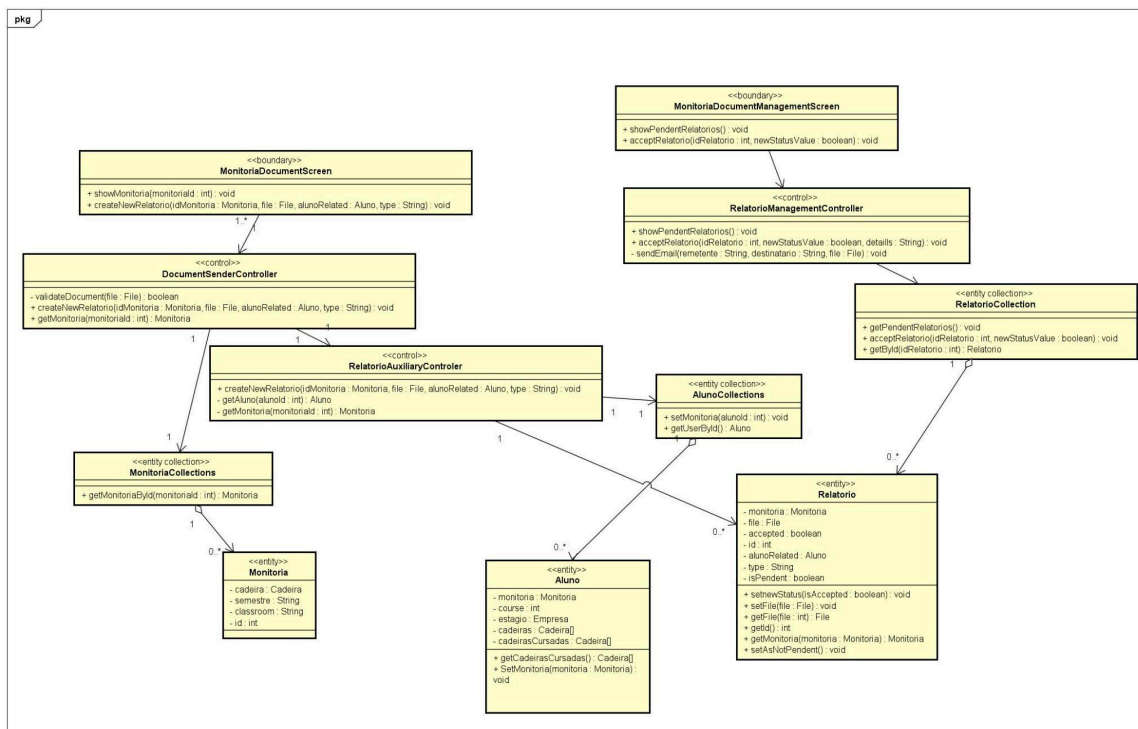 pkg
<<boundary>>
MonitoriaDocumentManagementScreen
+ showPendentRelatorios() : void
+ acceptRelatorio(idRelatorio : int, newStatusValue : boolean) : void
<<boundary>>
MonitoriaDocumentScreen
+ showMonitoria(monitoriaId : int) : void
+ createNewRelatorio(idMonitoria : Monitoria, file : File, alunoRelated : Aluno, type : String) : void
1..*
1
<<control>>
RelatorioManagementController
+ showPendentRelatorios() : void
+ acceptRelatorio(idRelatorio : int, newStatusValue : boolean, detaills : String) : void
- sendEmail(remetente : String, destinatario : String, file : File) : void
<<control>>
DocumentSenderController
- validateDocument(file : File) : boolean
+ createNewRelatorio(idMonitoria : Monitoria, file : File, alunoRelated : Aluno, type : String) : void
+ getMonitoria(monitoriaId : int) : Monitoria
1
1
1
<<entity collection>>
RelatorioCollection
+ getPendentRelatorios() : void
+ acceptRelatorio(idRelatorio : int, newStatusValue : boolean) : void
+ getById(idRelatorio : int) : Relatorio
1
<<control>>
RelatorioAuxiliaryControler
+ createNewRelatorio(idMonitoria : Monitoria, file : File, alunoRelated : Aluno, type : String) : void
- getAluno(alunoId : int) : Aluno
- getMonitoria(monitoriaId : int) : Monitoria
1
1
1
<<entity collection>>
AlunoCollections
+ setMonitoria(alunoId : int) : void
+ getUserById() : Aluno
1
1
<<entity collection>>
MonitoriaCollections
+ getMonitoriaById(monitoriaId : int) : Monitoria
1
0..*
0..*
0..*
0..*
<<entity>>
Relatorio
- monitoria : Monitoria
- file : File
- accepted : boolean
- id : int
- alunoRelated : Aluno
- type : String
- isPendent : boolean
+ setnewStatus(isAccepted : boolean) : void
+ setFile(file : File) : void
+ getFile(file : int) : File
+ getId() : int
+ getMonitoria(monitoria : Monitoria) : Monitoria
+ setAsNotPendent() : void
<<entity>>
Monitoria
- cadeira : Cadeira
- semestre : String
- classroom : String
- id : int
<<entity>>
Aluno
- monitoria : Monitoria
- course : int
- estagio : Empresa
- cadeiras : Cadeira[]
- cadeirasCursadas : Cadeira[]
+ getCadeirasCursadas() : Cadeira[]
+ SetMonitoria(monitoria : Monitoria) :
void